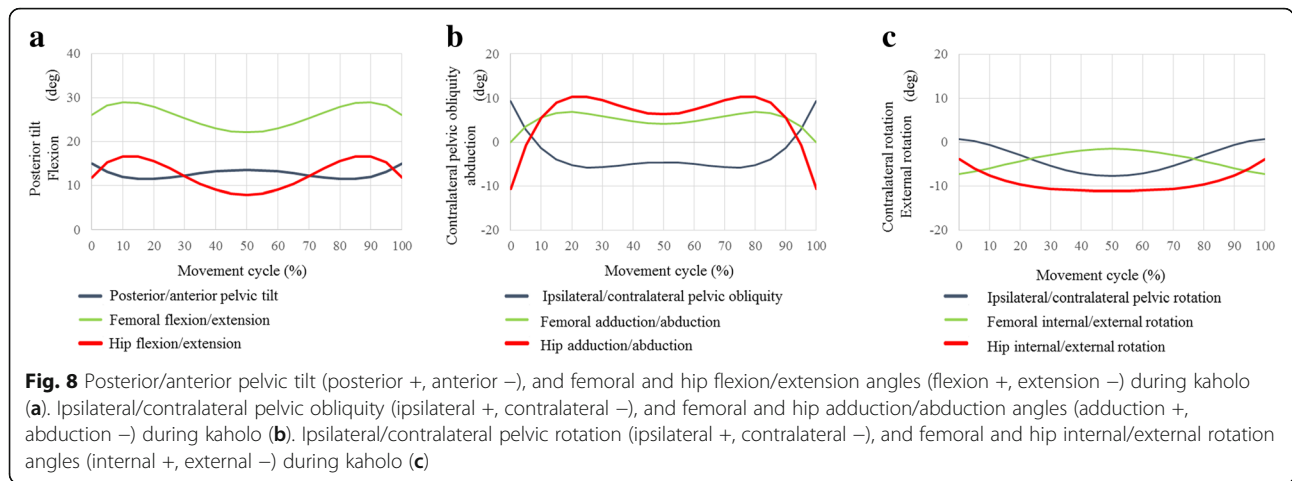 a
b
c
40
30
20
10
0
Posterior tilt
Flexion
(deg)
0 10 20 30 40 50 60 70 80 90 100
Movement cycle (%)
Posterior/anterior pelvic tilt
Femoral flexion/extension
Hip flexion/extension
20
10
0
-10
-20
Contralateral pelvic obliquity
abduction
(deg)
0 10 20 30 40 50 60 70 80 90 100
Movement cycle (%)
Ipsilateral/contralateral pelvic obliquity
Femoral adduction/abduction
Hip adduction/abduction
20
10
0
-10
-20
Contralateral rotation
External rotation
(deg)
0 10 20 30 40 50 60 70 80 90 100
Movement cycle (%)
Ipsilateral/contralateral pelvic rotation
Femoral internal/external rotation
Hip internal/external rotation
Fig. 8 Posterior/anterior pelvic tilt (posterior +, anterior −), and femoral and hip flexion/extension angles (flexion +, extension −) during kaholo
(a). Ipsilateral/contralateral pelvic obliquity (ipsilateral +, contralateral −), and femoral and hip adduction/abduction angles (adduction +,
abduction −) during kaholo (b). Ipsilateral/contralateral pelvic rotation (ipsilateral +, contralateral −), and femoral and hip internal/external rotation
angles (internal +, external −) during kaholo (c)